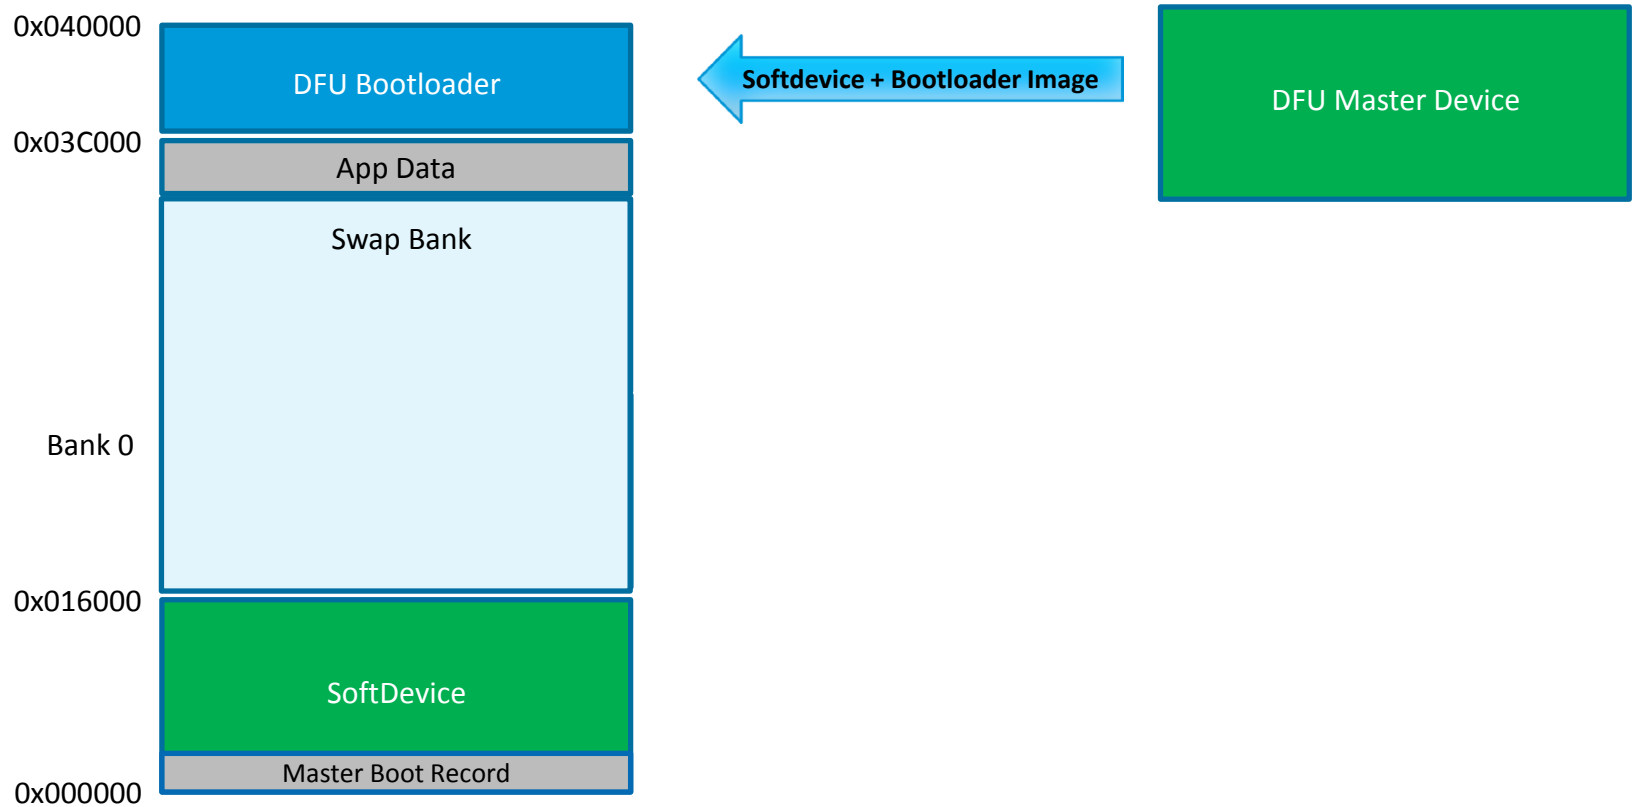 0x040000
DFU Bootloader
Softdevice + Bootloader Image
DFU Master Device
0x03C000
App Data
Swap Bank
Bank 0
0x016000
SoftDevice
Master Boot Record
0x000000